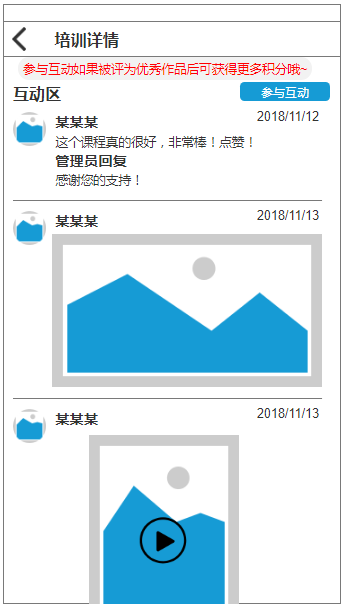 培训详情
参与互动如果被评为优秀作品后可获得更多积分哦~
互动区
参与互动
某某某
2018/11/12
这个课程真的很好，非常棒！点赞！
管理员回复
感谢您的支持！
某某某
2018/11/13
某某某
2018/11/13